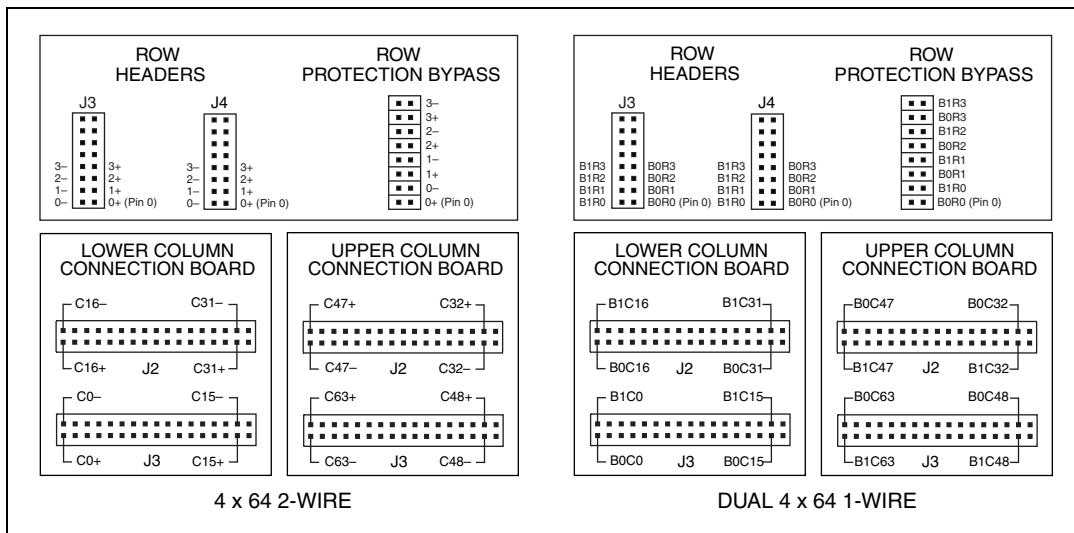 ROW
HEADERS
J3
J4
3–
2–
1–
0–
3+
2+
1+
0+ (Pin 0)
3–
2–
1–
0–
3+
2+
1+
0+ (Pin 0)
ROW
PROTECTION BYPASS
3–
3+
2–
2+
1–
1+
0–
0+ (Pin 0)
LOWER COLUMN
CONNECTION BOARD
C16– C31–
C16+ J2 C31+
C0– C15–
C0+ J3 C15+
UPPER COLUMN
CONNECTION BOARD
C47+ C32+
C47– J2 C32–
C63+ C48+
C63– J3 C48–
4 x 64 2-WIRE
ROW
HEADERS
J3
J4
B1R3
B1R2
B1R1
B1R0
B0R3
B0R2
B0R1
B0R0 (Pin 0)
B1R3
B1R2
B1R1
B1R0
B0R3
B0R2
B0R1
B0R0 (Pin 0)
ROW
PROTECTION BYPASS
B1R3
B0R3
B1R2
B0R2
B1R1
B0R1
B1R0
B0R0 (Pin 0)
LOWER COLUMN
CONNECTION BOARD
B1C16 B1C31
B0C16 J2 B0C31
B1C0 B1C15
B0C0 J3 B0C15
UPPER COLUMN
CONNECTION BOARD
B0C47 B0C32
B1C47 J2 B1C32
B0C63 B0C48
B1C63 J3 B1C48
DUAL 4 x 64 1-WIRE